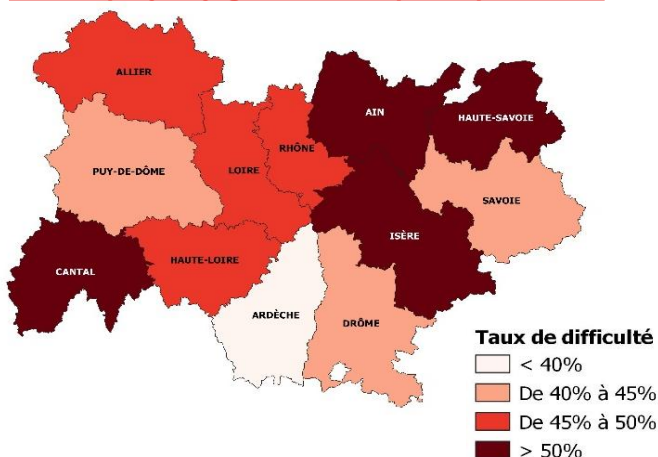 ALLIER
AIN
HAUTE-SAVOIE
RHÔNE
PUY-DE-DÔME
LOIRE
SAVOIE
ISÈRE
HAUTE-LOIRE
CANTAL
ARDÈCHE
DRÔME
Taux de difficulté
< 40%
De 40% à 45%
De 45% à 50%
> 50%